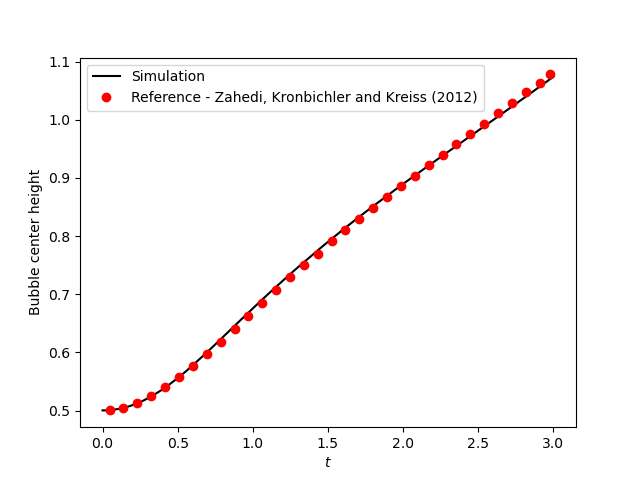 1.1
1.0
0.9
0.8
0.7
0.6
0.5
Bubble center height
Simulation
Reference - Zahedi, Kronbichler and Kreiss (2012)
0.0 0.5 1.0 1.5 2.0 2.5 3.0
t